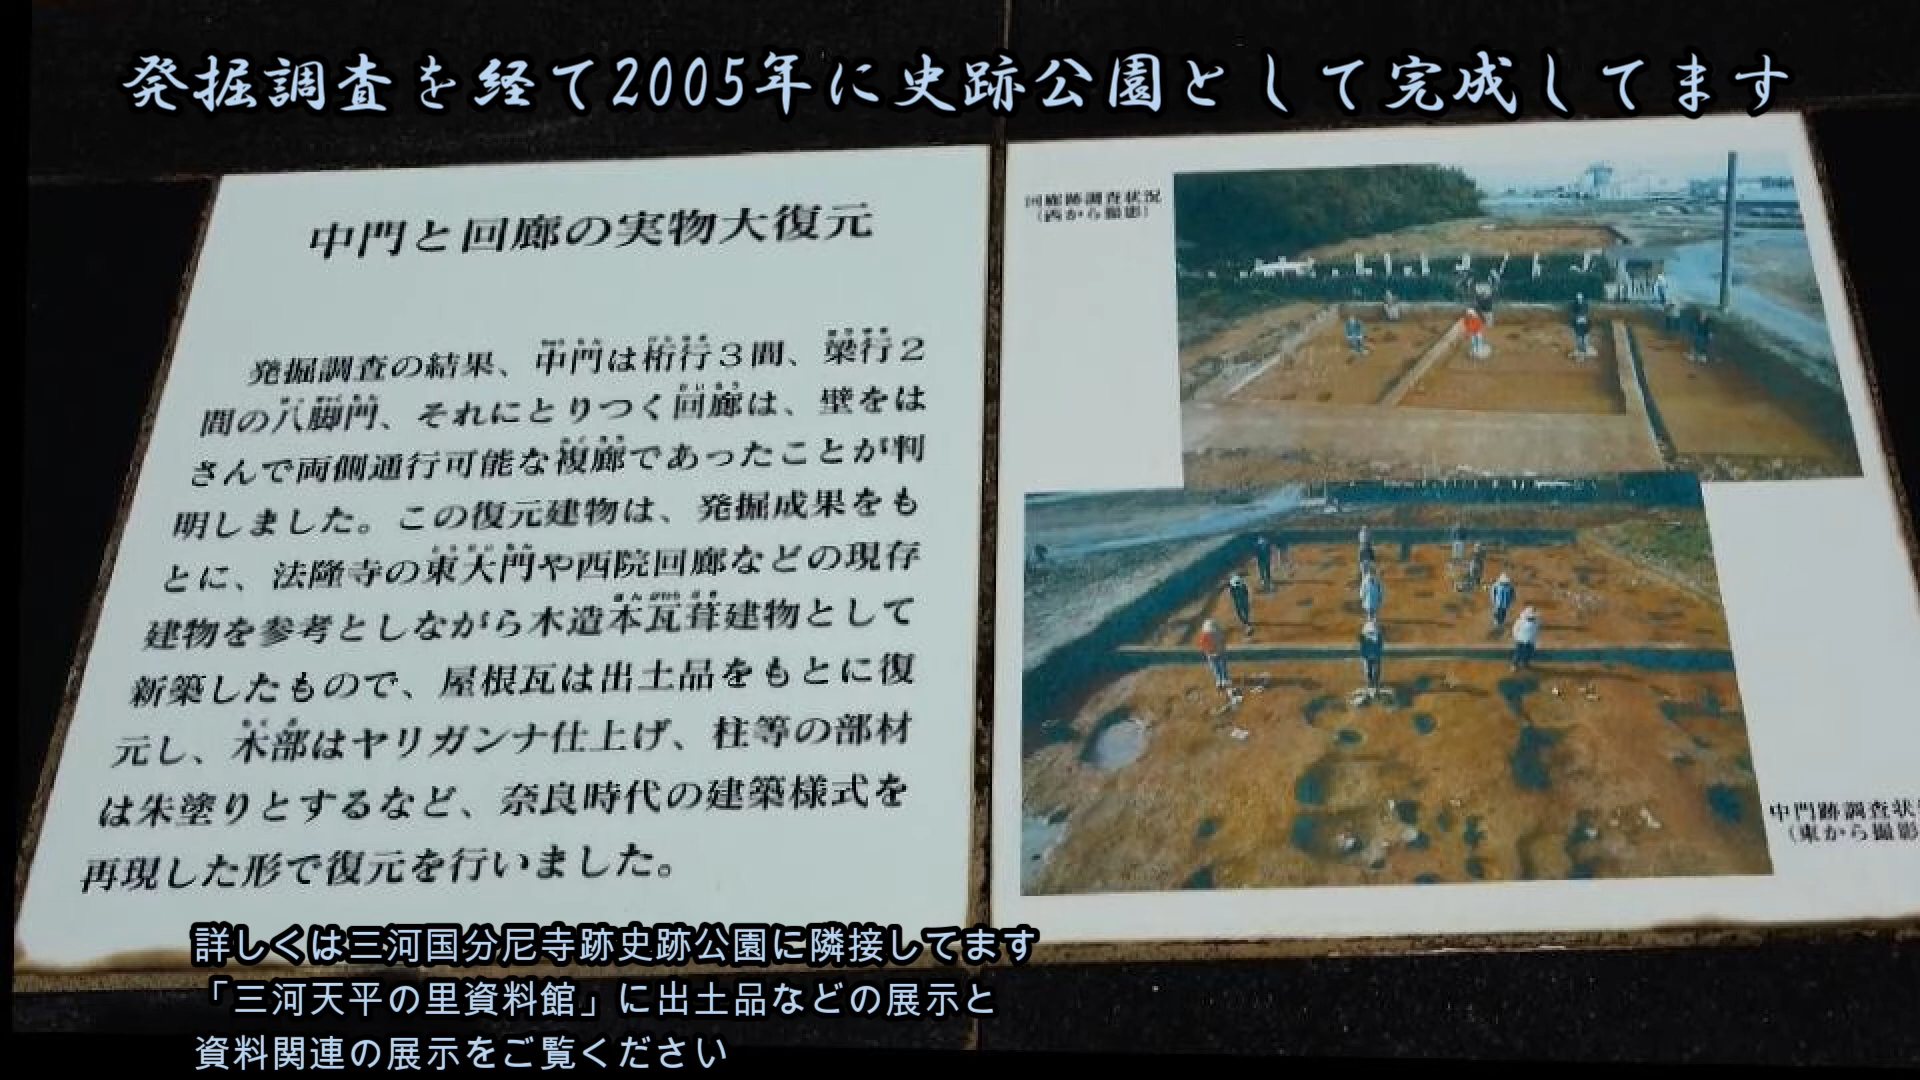 発掘調査を経て2005年に史跡公園として完成してます
中門と回廊の実物大復元
発掘調査の結果、中門は桁行３間、梁行２
間の八脚門、それにとりつく回廊は、壁をは
さんで両側通行可能な複廊であったことが判
明しました。この復元建物は、発掘成果をも
とに、法隆寺の東大門や西院回廊などの現存
建物を参考としながら木造本瓦葺建物として
新築したもので、屋根瓦は出土品をもとに復
元し、木部はヤリガンナ仕上げ、柱等の部材
は朱塗りとするなど、奈良時代の建築様式を
再現した形で復元を行いました。
回廊跡調査状況
（西から撮影）
中門跡調査状
（東から撮影
詳しくは三河国分尼寺跡史跡公園に隣接してます
「三河天平の里資料館」に出土品などの展示と
資料関連の展示をご覧ください